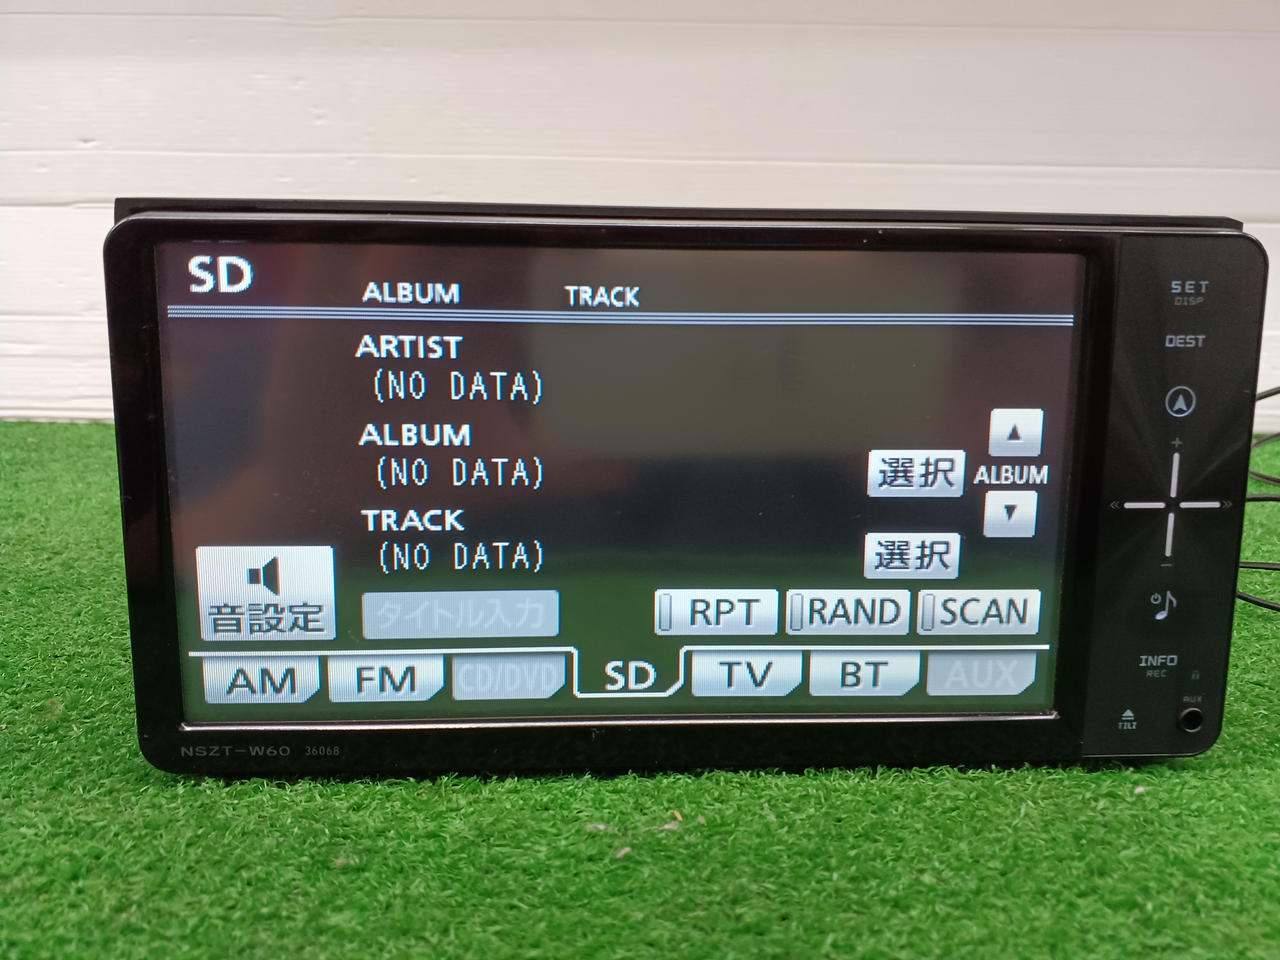 SD
ALBUM TRACK
ARTIST
(NO DATA)
ALBUM
(NO DATA)
選択
ALBUM
TRACK
(NO DATA)
選択
音設定
タイトル入力
RPT
RAND
SCAN
AM
FM
CD/DVD
SD
TV
BT
AUX
NSZT-W60 36068
SET
DISP
DEST
+
−
INFO
REC
AUX
TILT